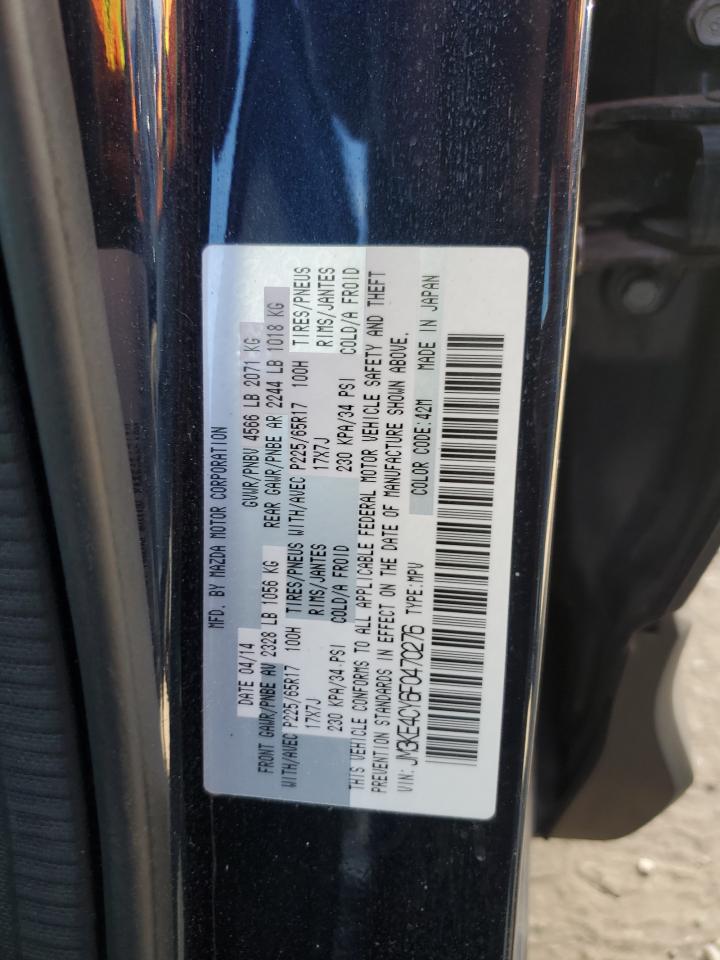 MFD. BY MAZDA MOTOR CORPORATION
DATE 04/14 GVWR/PNBV 4566 LB 2071 KG
FRONT GAWR/PNBE AV 2328 LB 1056 KG REAR GAWR/PNBE AR 2244 LB 1018 KG
WITH/AVEC P225/65R17 100H TIRES/PNEUS WITH/AVEC P225/65R17 100H TIRES/PNEUS
17X7J RIMS/JANTES 17X7J RIMS/JANTES
230 KPA/34 PSI COLD/A FROID 230 KPA/34 PSI COLD/A FROID
THIS VEHICLE CONFORMS TO ALL APPLICABLE FEDERAL MOTOR VEHICLE SAFETY AND THEFT
PREVENTION STANDARDS IN EFFECT ON THE DATE OF MANUFACTURE SHOWN ABOVE.
VIN: JM3KE4CY6F0470276 TYPE:MPV COLOR CODE:42M MADE IN JAPAN